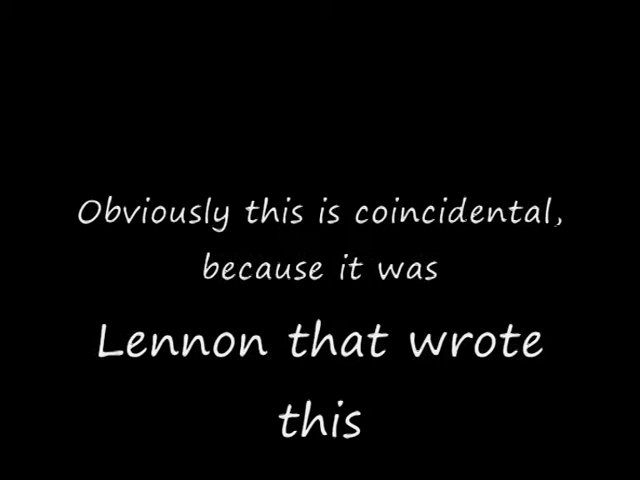 Obviously this is coincidental,
because it was
Lennon that wrote
this